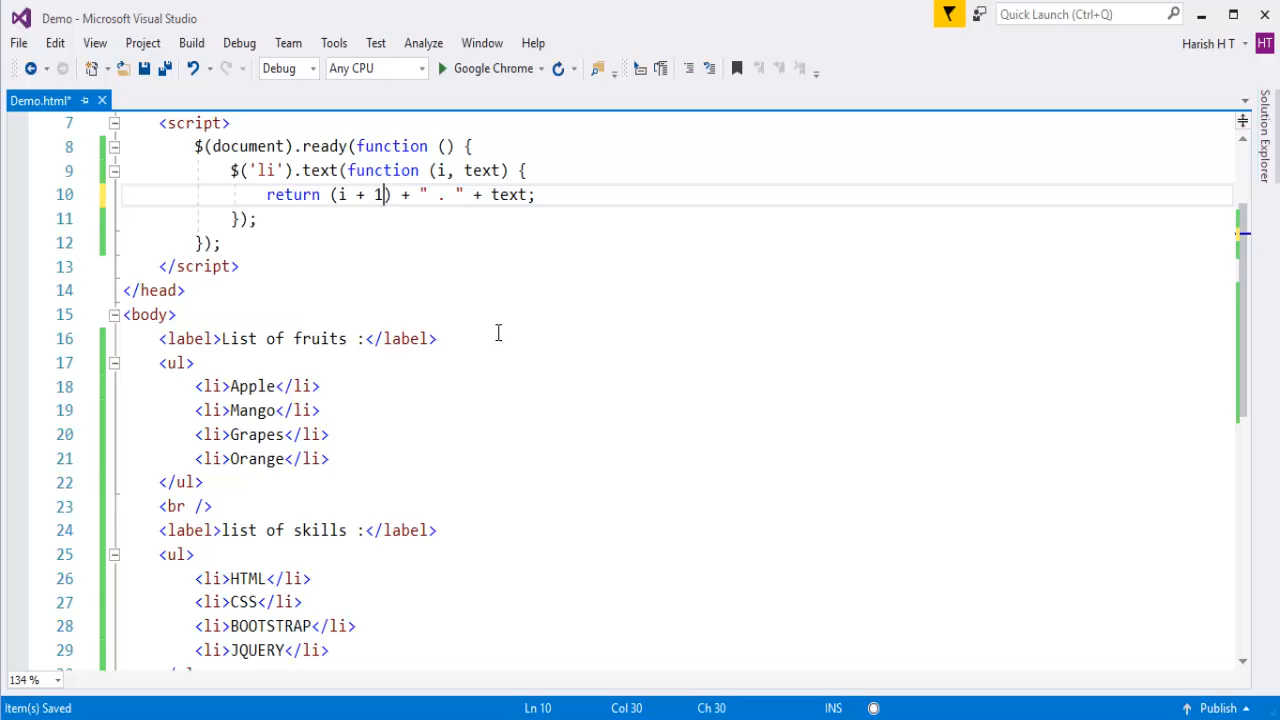 Demo - Microsoft Visual Studio
Quick Launch (Ctrl+Q)
File Edit View Project Build Debug Team Tools Test Analyze Window Help
Harish H T HT
Debug Any CPU Google Chrome
Demo.html*
Solution Explorer
7 <script>
8 $(document).ready(function () {
9 $('li').text(function (i, text) {
10 return (i + 1) + " . " + text;
11 });
12 });
13 </script>
14 </head>
15 <body>
16 <label>List of fruits :</label>
17 <ul>
18 <li>Apple</li>
19 <li>Mango</li>
20 <li>Grapes</li>
21 <li>Orange</li>
22 </ul>
23 <br />
24 <label>list of skills :</label>
25 <ul>
26 <li>HTML</li>
27 <li>CSS</li>
28 <li>BOOTSTRAP</li>
29 <li>JQUERY</li>
134 %
Item(s) Saved Ln 10 Col 30 Ch 30 INS Publish